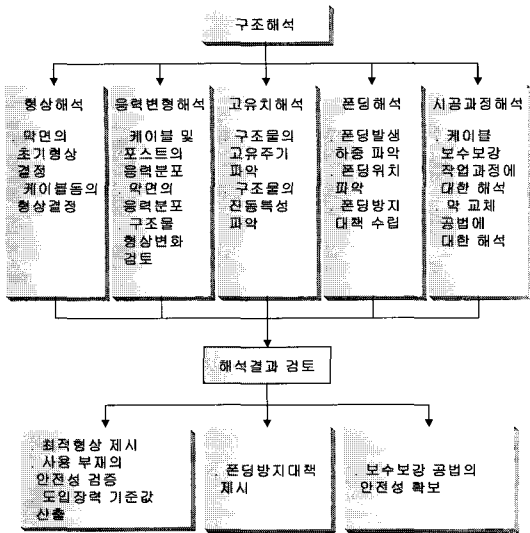 구조해석
형상해석
. 막면의
초기형상
결정
. 케이블돔의
형상결정
응력변형해석
. 케이블 및
포스트의
응력분포
. 막면의
응력분포
. 구조물
형상변화
검토
고유치해석
. 구조물의
고유주기
파악
. 구조물의
진동특성
파악
폰딩해석
. 폰딩발생
하중 파악
. 폰딩위치
파악
. 폰딩방지
대책 수립
시공과정해석
. 케이블
보수보강
작업과정에
대한 해석
. 막 교체
공법에
대한 해석
해석결과 검토
. 최적형상 제시
. 사용 부재의
안전성 검증
. 도입장력 기준값
산출
. 폰딩방지대책
제시
. 보수보강 공법의
안전성 확보